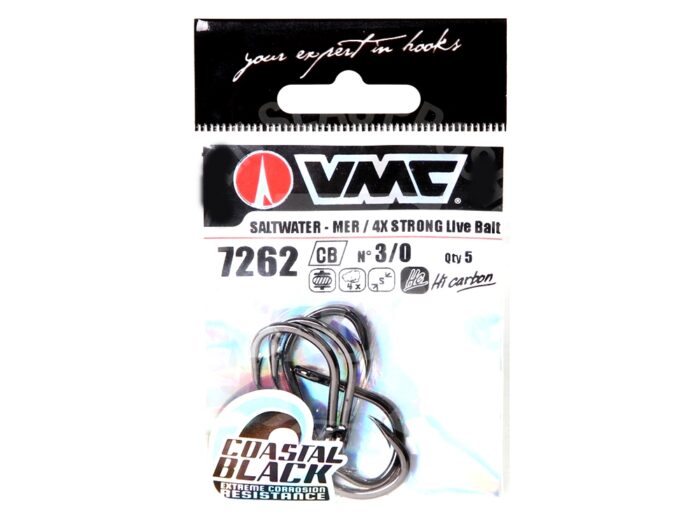 your expert in hooks
VMC®
SALTWATER - MER / 4X STRONG Live Bait
7262 CB N° 3/0 Qty 5
4X S Hi carbon
COASTAL
BLACK
EXTREME CORROSION
RESISTANCE